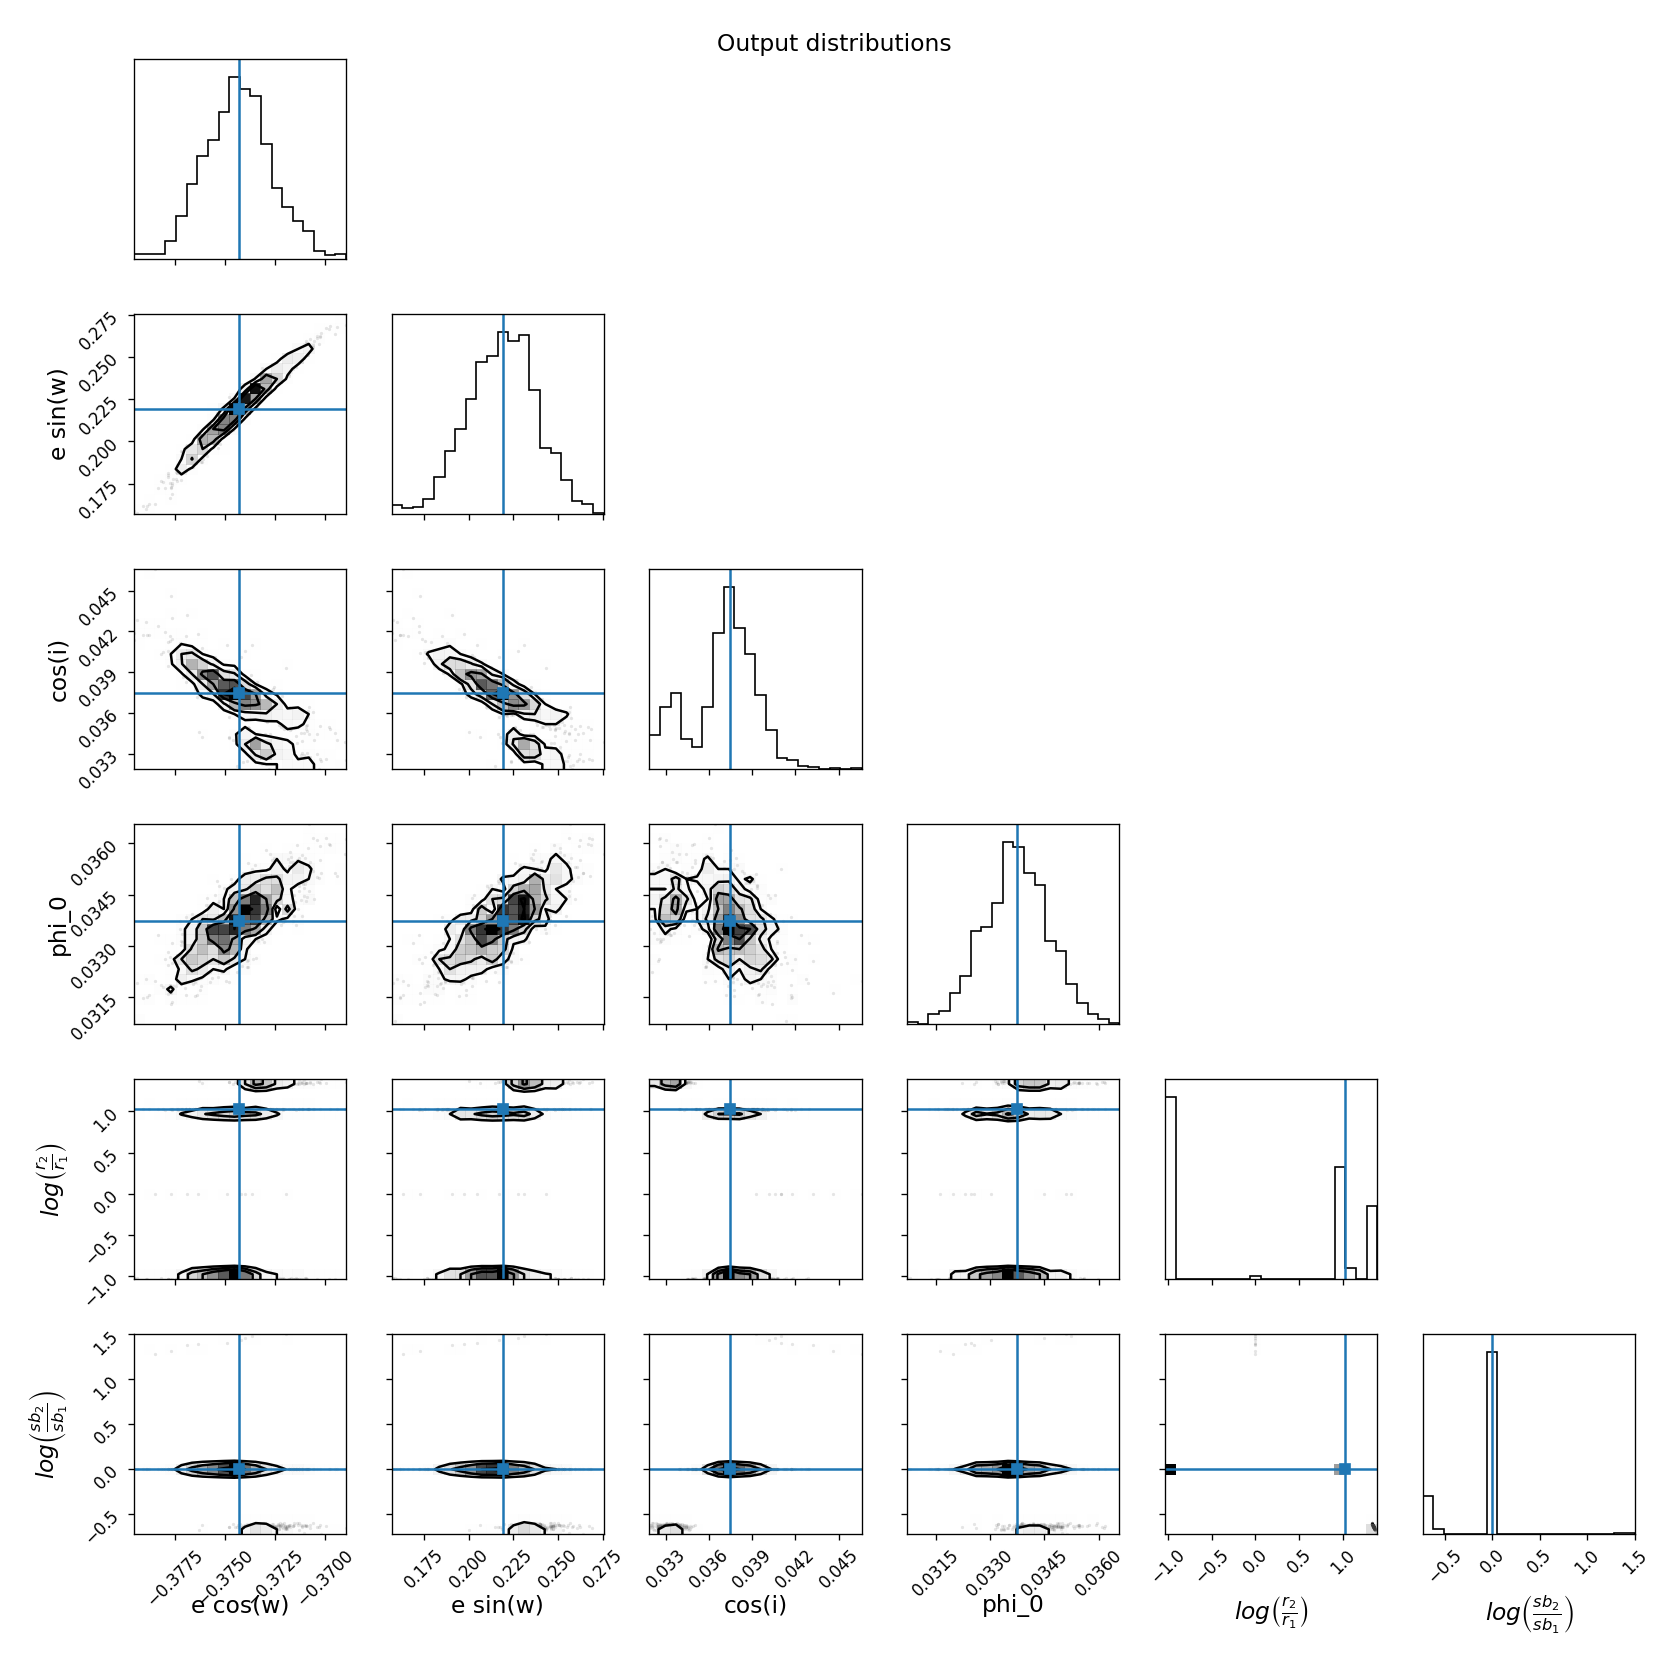 Output distributions
0.275
0.250
0.225
0.200
0.175
e sin(w)
0.045
0.042
0.039
0.036
0.033
cos(i)
0.0360
0.0345
0.0330
0.0315
phi_0
1.0
0.5
0.0
−0.5
−1.0
log(r₂/r₁)
1.5
1.0
0.5
0.0
−0.5
log(sb₂/sb₁)
−0.3775 −0.3750 −0.3725 −0.3700
0.175 0.200 0.225 0.250 0.275
0.033 0.036 0.039 0.042 0.045
0.0315 0.0330 0.0345 0.0360
−1.0 −0.5 0.0 0.5 1.0
−0.5 0.0 0.5 1.0 1.5
e cos(w) e sin(w) cos(i) phi_0 log(r₂/r₁) log(sb₂/sb₁)